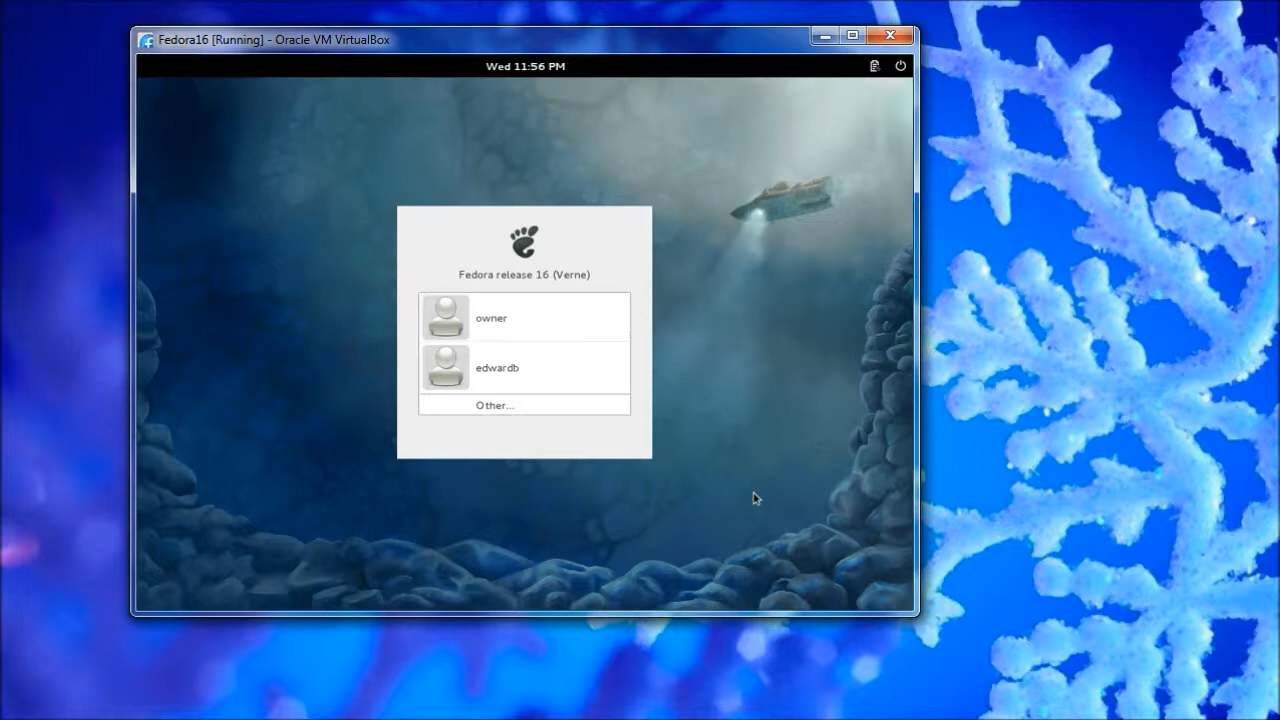 Fedora16 [Running] - Oracle VM VirtualBox
Wed 11:56 PM
Fedora release 16 (Verne)
owner
edwardb
Other...